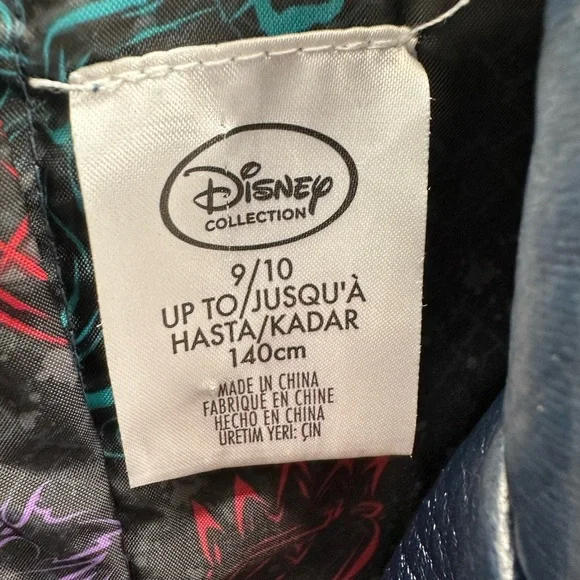 Disney
COLLECTION
9/10
UP TO/JUSQU'À
HASTA/KADAR
140cm
MADE IN CHINA
FABRIQUÉ EN CHINE
HECHO EN CHINA
ÜRETIM YERI: ÇIN